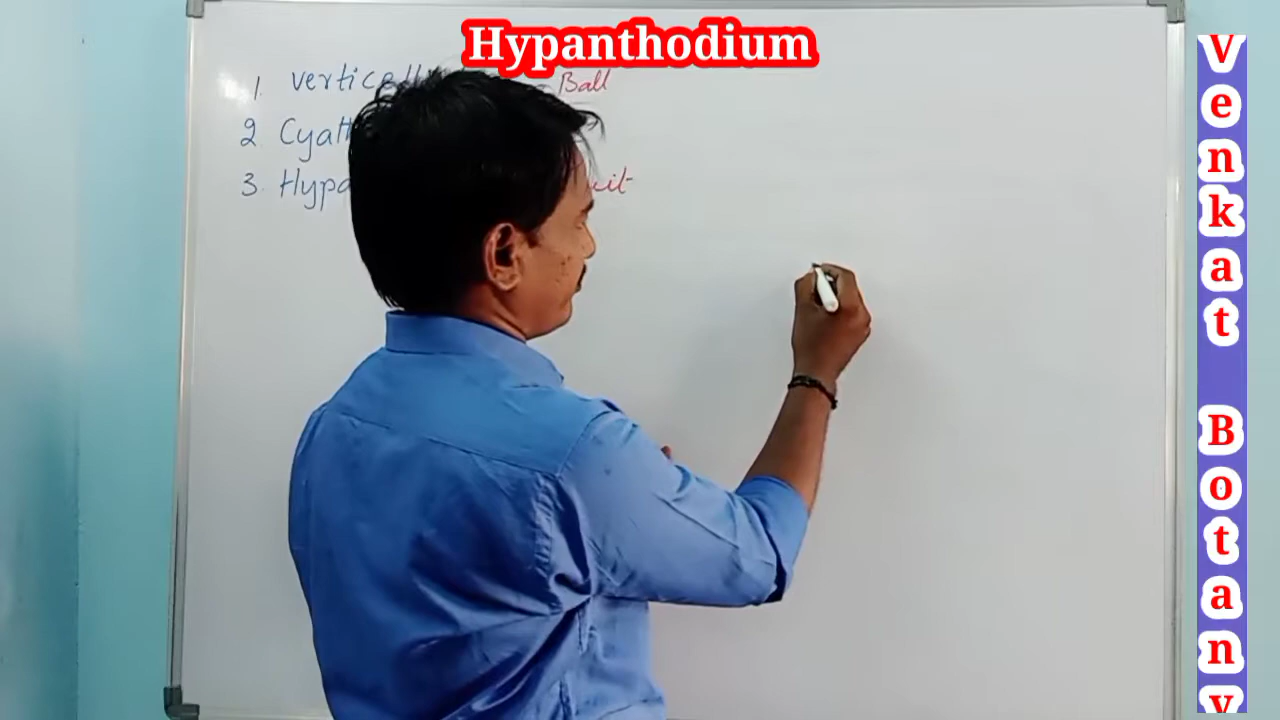 Hypanthodium
1. verticell - Ball
2 Cyath
3. Hypa uit
Venkat Botany